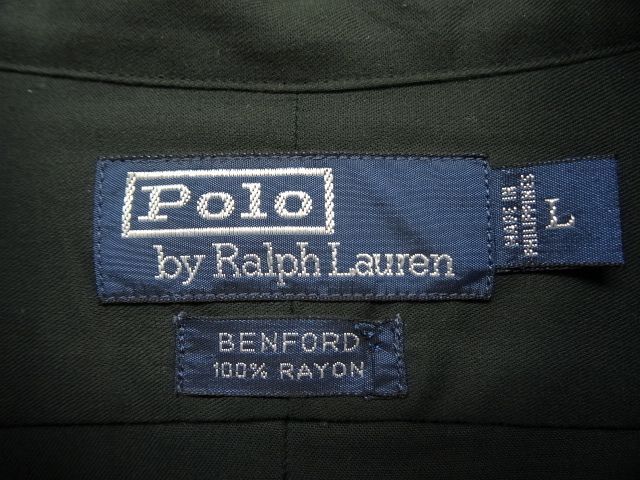 Polo
by Ralph Lauren
MADE IN
PHILIPPINES
L
BENFORD
100% RAYON